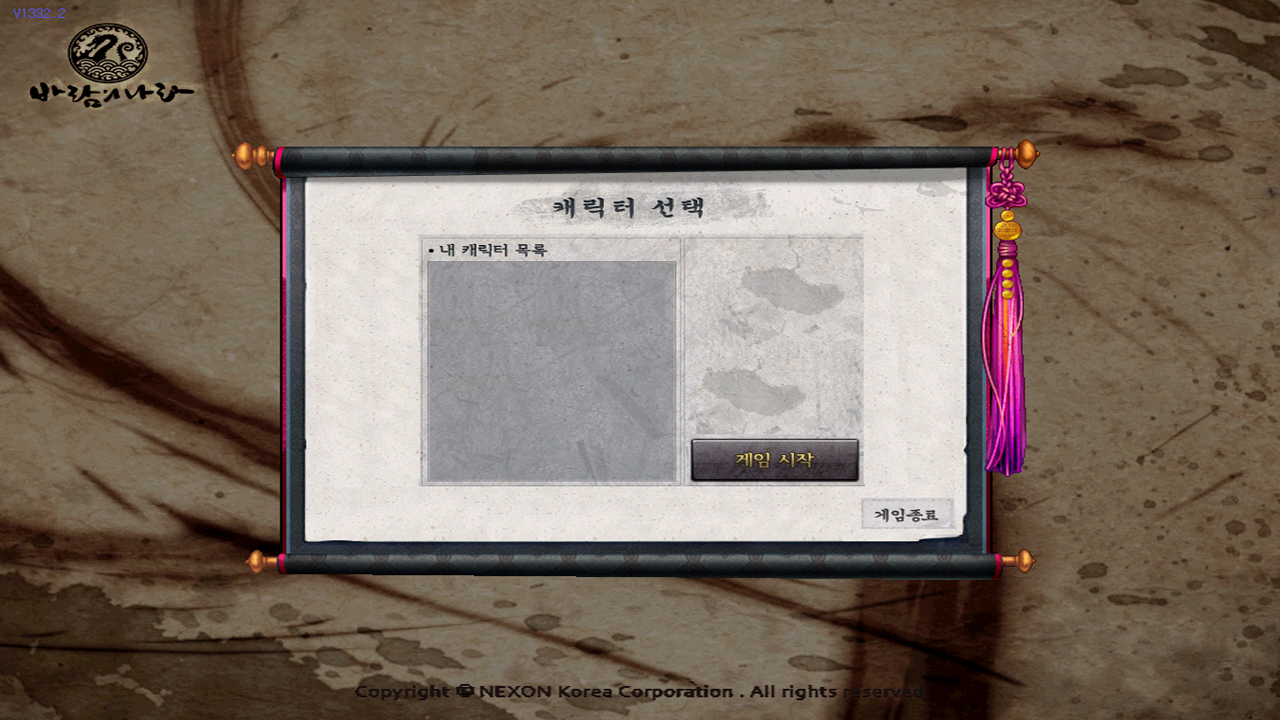 V1332.2
바람의나라
캐릭터 선택
• 내 캐릭터 목록
게임 시작
게임종료
Copyright © NEXON Korea Corporation . All rights reserved